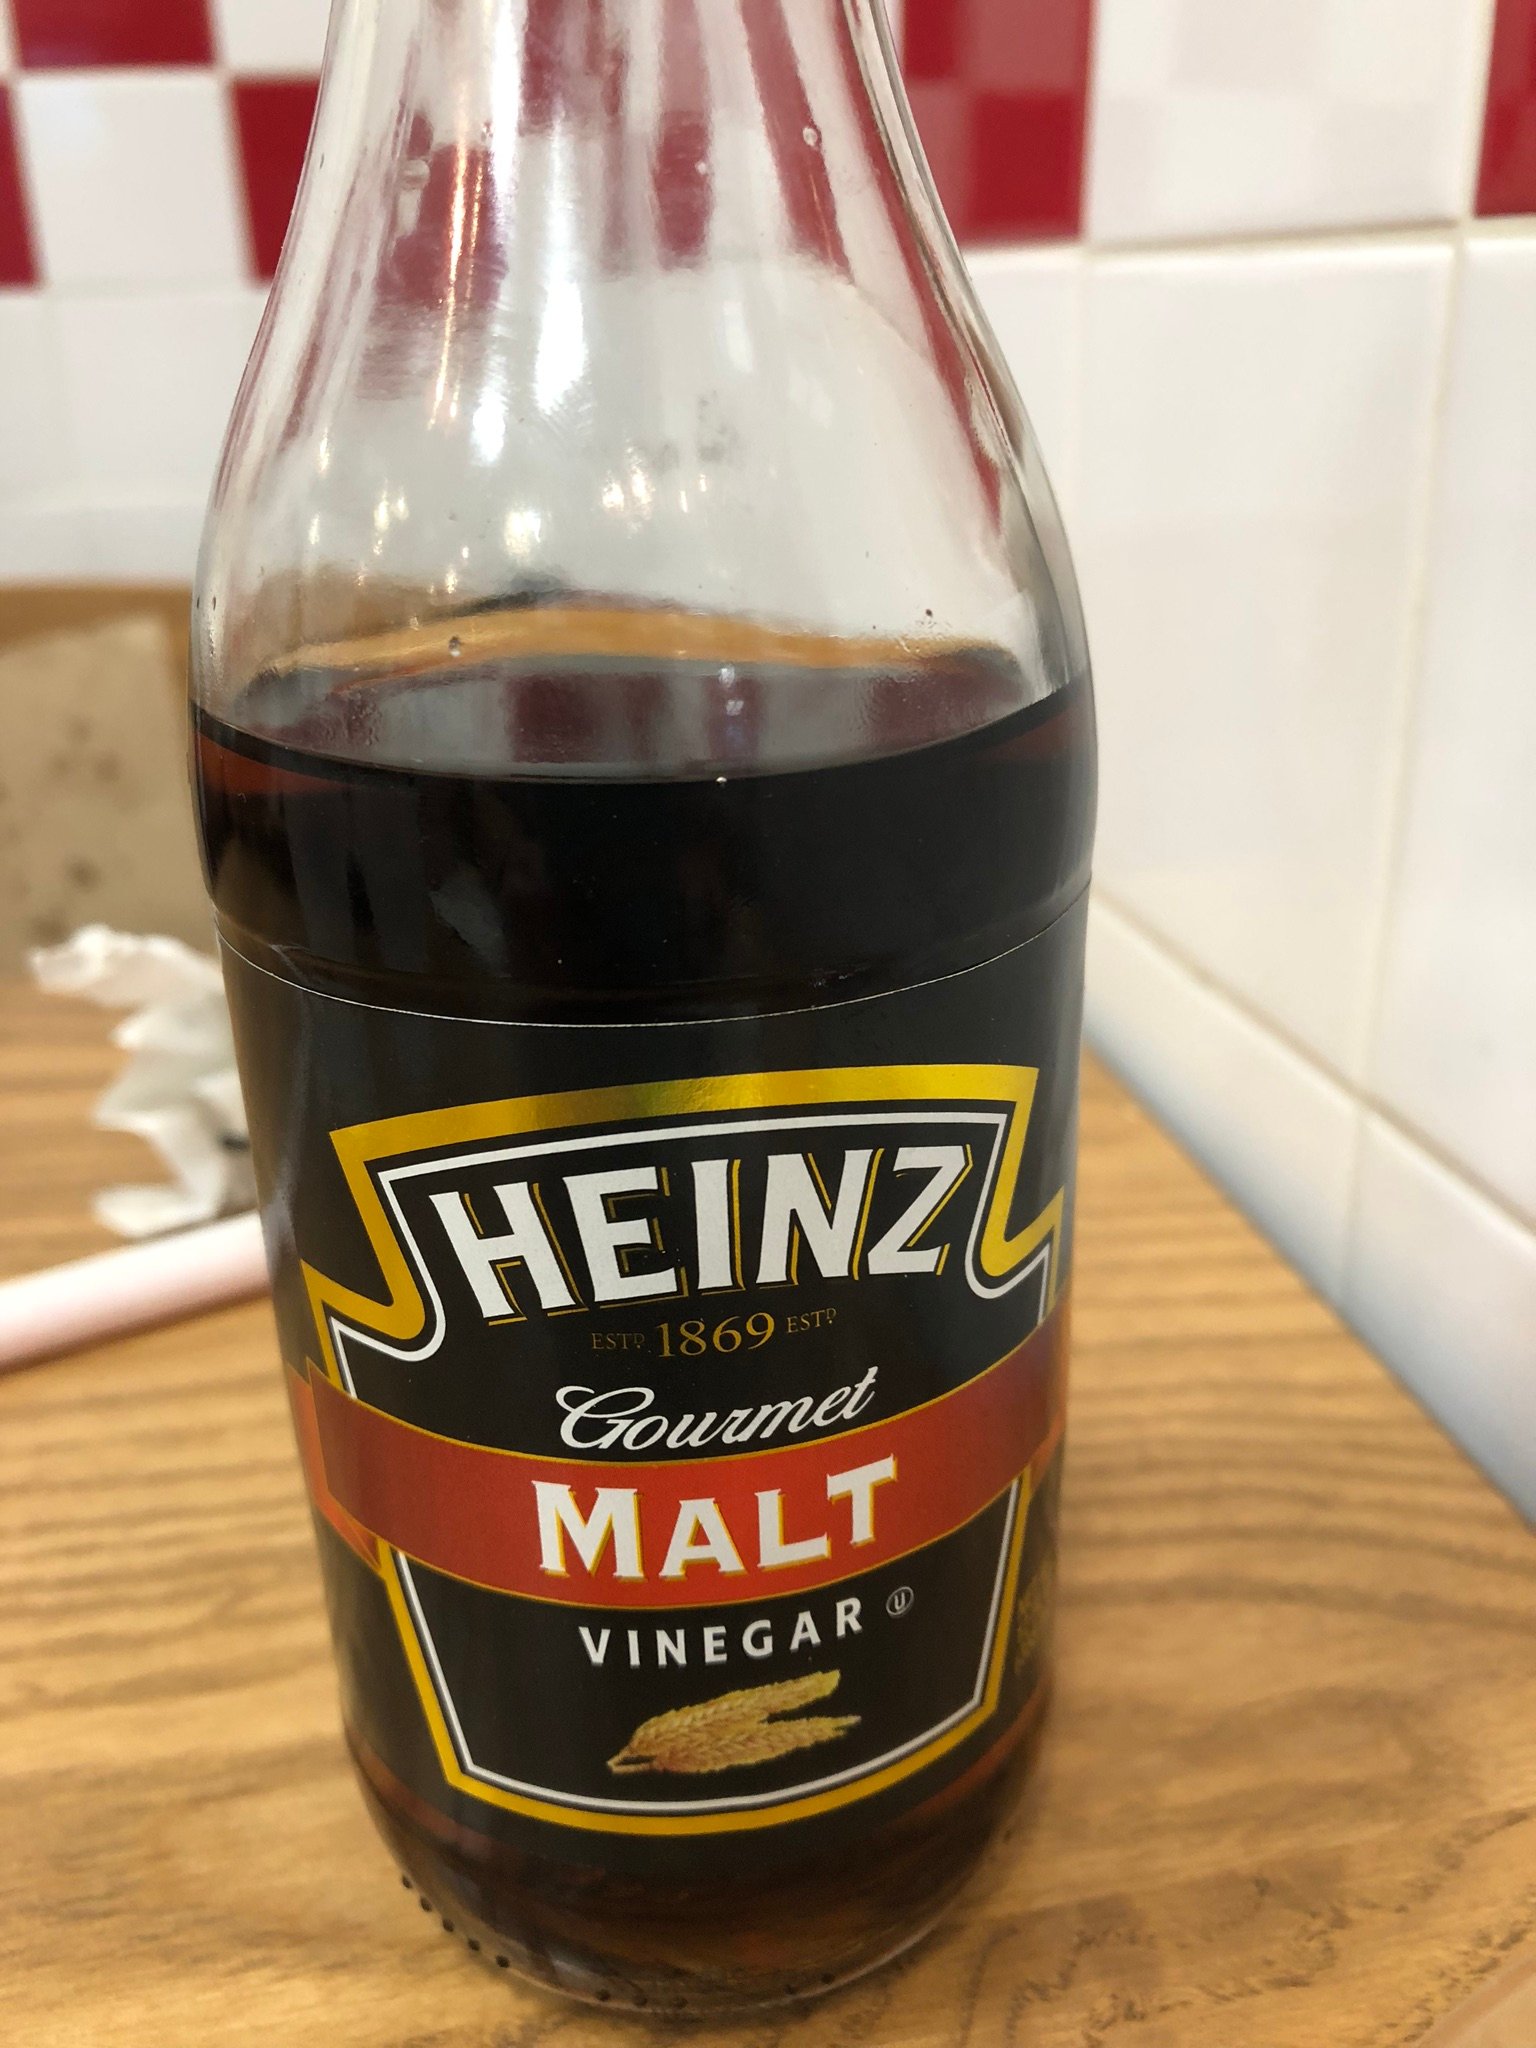 HEINZ
ESTD. 1869 ESTD.
Gourmet
MALT
VINEGAR Ⓤ